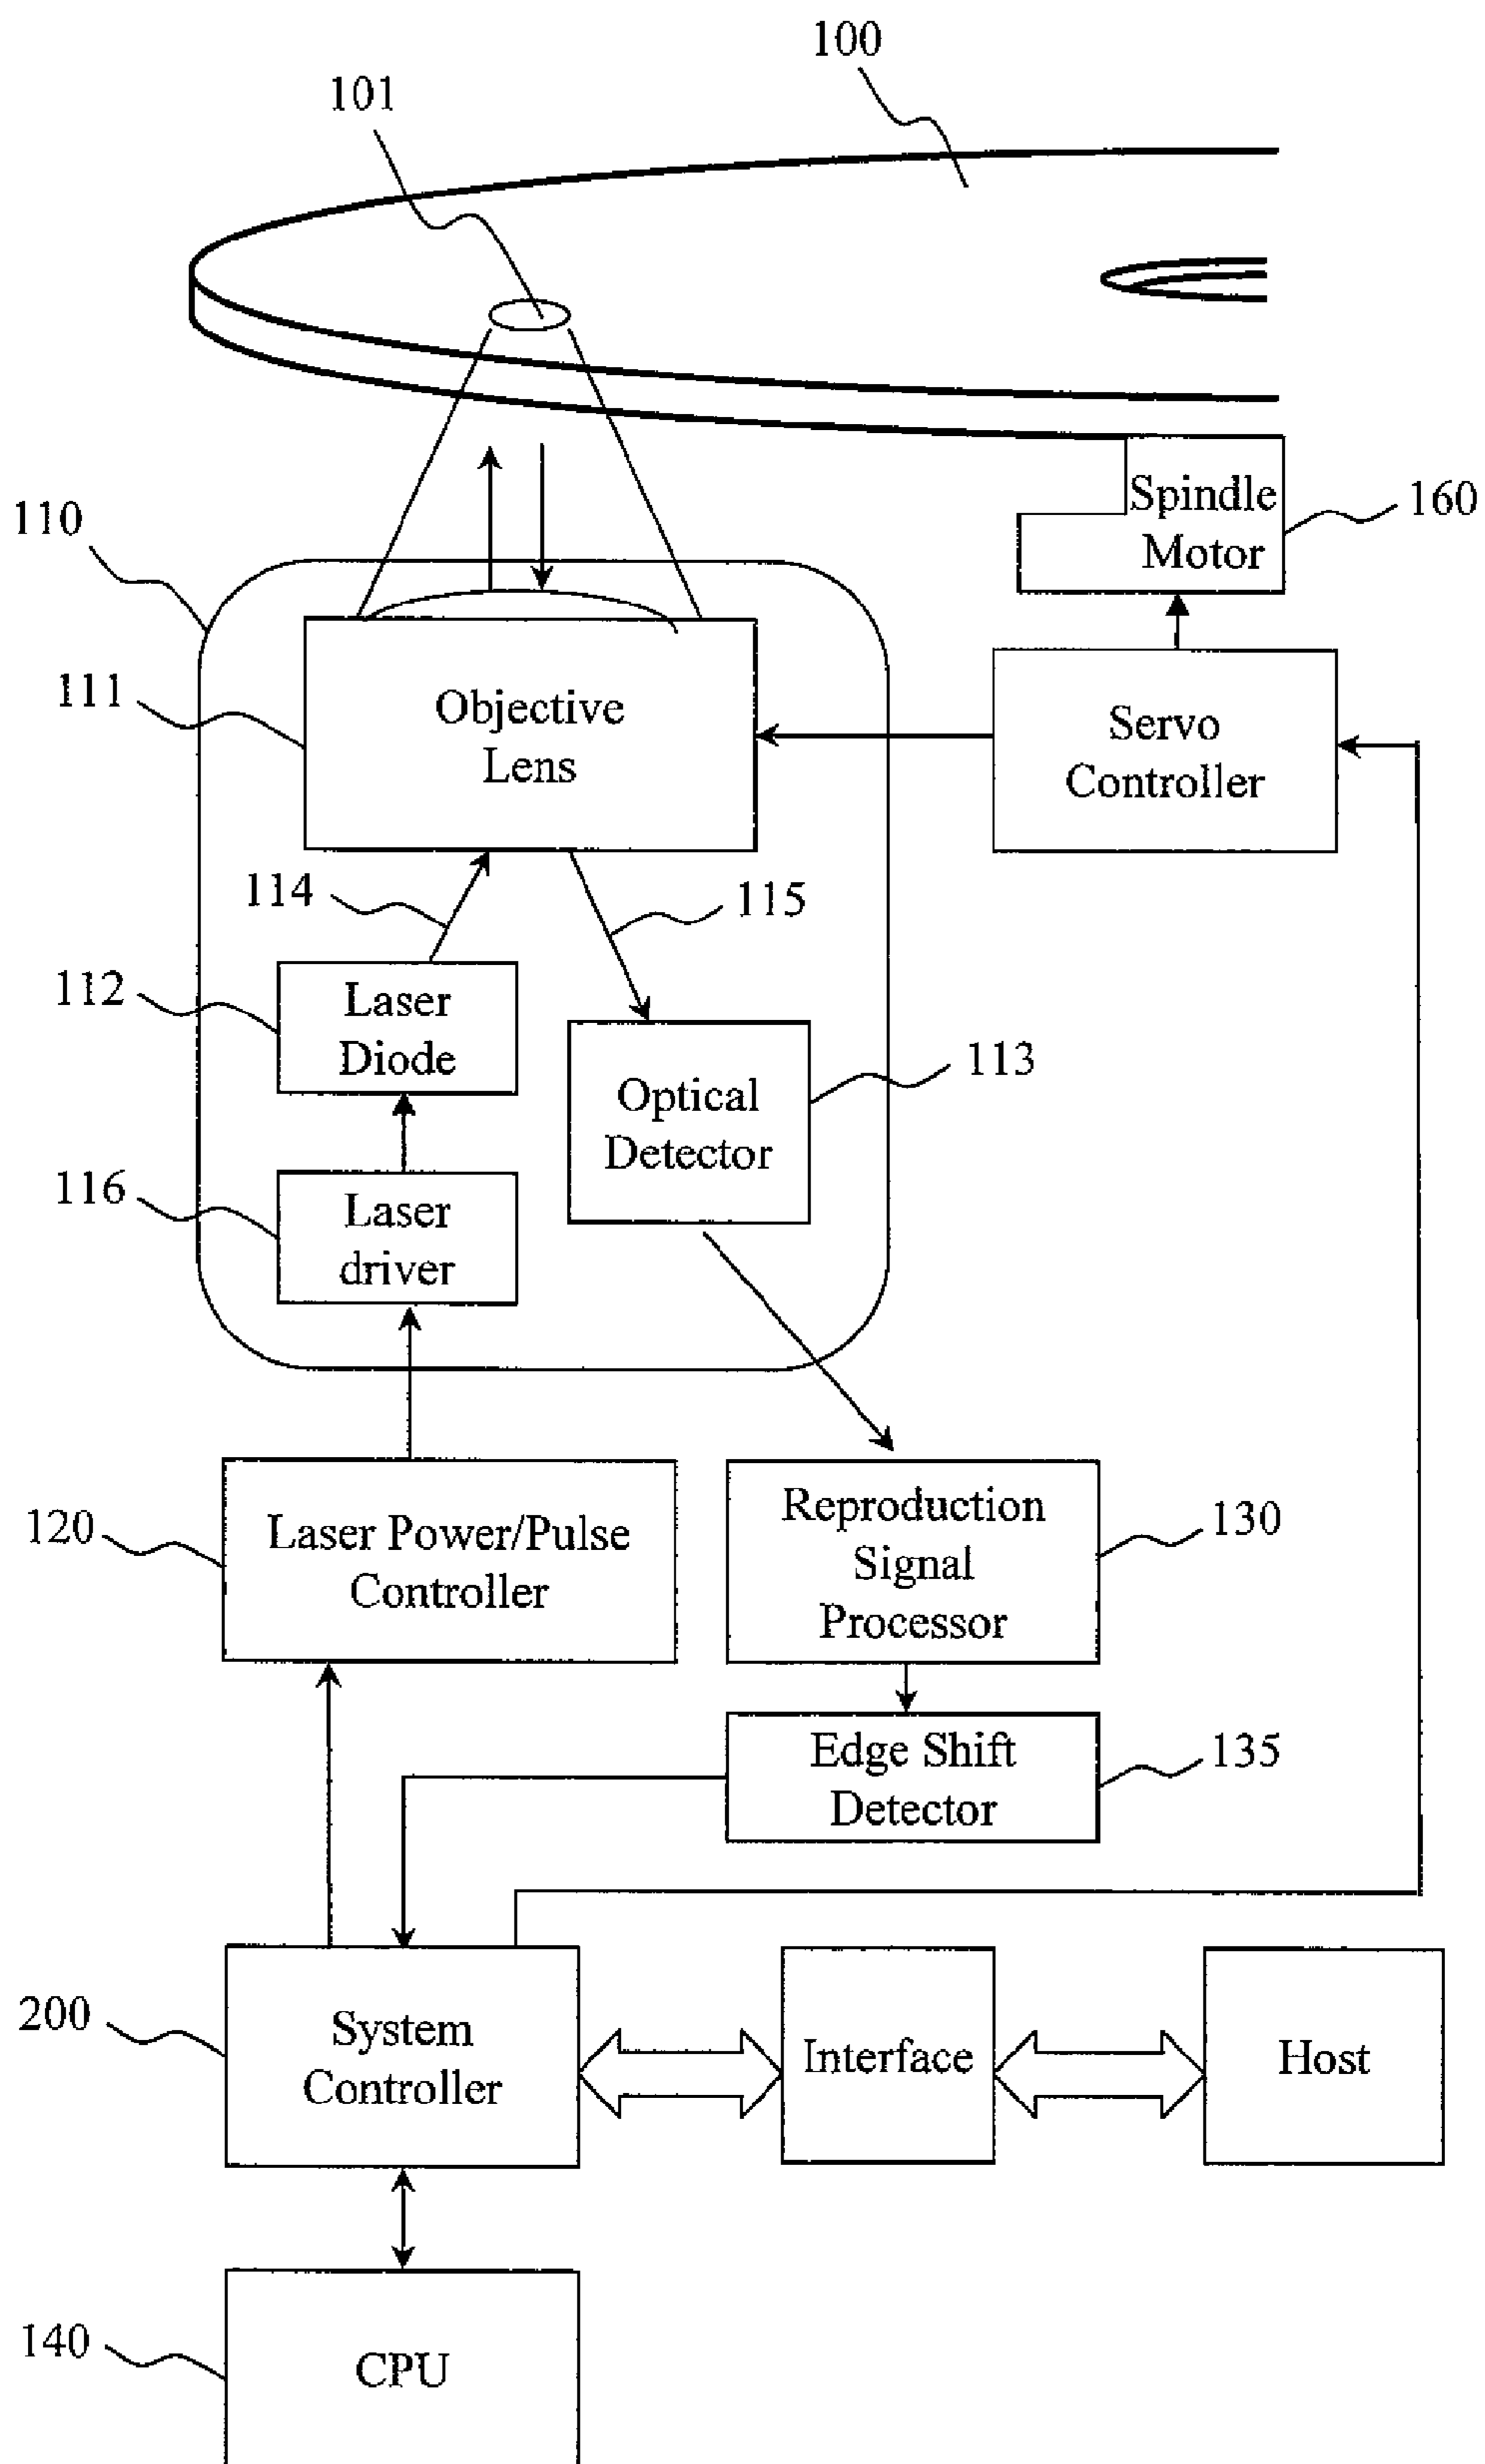 100
101
110
Spindle
Motor
160
111
Objective
Lens
Servo
Controller
114
115
112
Laser
Diode
113
Optical
Detector
116
Laser
driver
120
Laser Power/Pulse
Controller
Reproduction
Signal
Processor
130
Edge Shift
Detector
135
200
System
Controller
Interface
Host
140
CPU